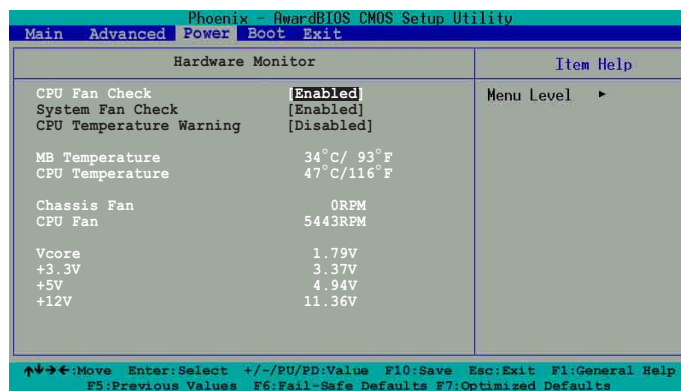 Phoenix - AwardBIOS CMOS Setup Utility
Main Advanced Power Boot Exit
Hardware Monitor
Item Help
CPU Fan Check [Enabled]
Menu Level ►
System Fan Check [Enabled]
CPU Temperature Warning [Disabled]
MB Temperature 34°C/ 93°F
CPU Temperature 47°C/116°F
Chassis Fan 0RPM
CPU Fan 5443RPM
Vcore 1.79V
+3.3V 3.37V
+5V 4.94V
+12V 11.36V
↑↓→←:Move Enter:Select +/-/PU/PD:Value F10:Save Esc:Exit F1:General Help
F5:Previous Values F6:Fail-Safe Defaults F7:Optimized Defaults